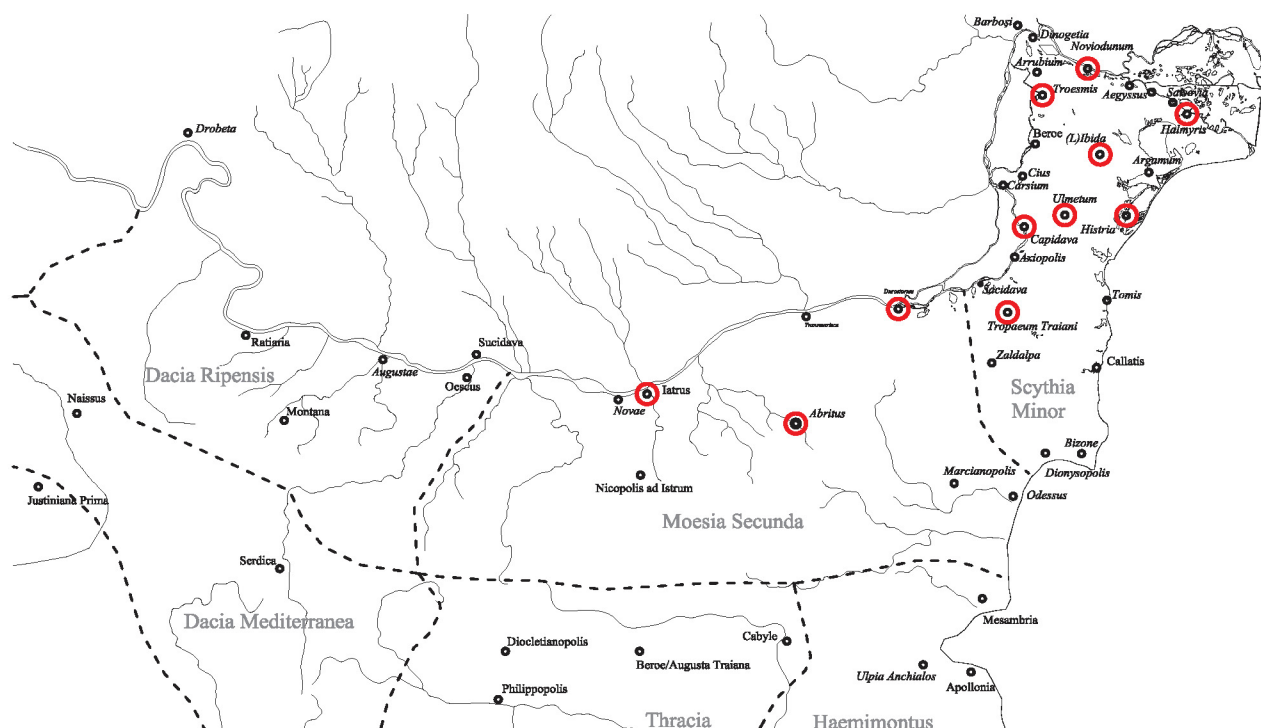 Barboşi
Dinogetia
Noviodunum
Arrubium
Troesmis
Aegyssus
Salsovia
Halmyris
Drobeta
Beroe
(L)Ibida
Argamum
Cius
Carsium
Ulmetum
Histria
Capidava
Axiopolis
Sacidava
Tomis
Tropaeum Traiani
Ratiaria
Sucidava
Augustae
Zaldalpa
Callatis
Dacia Ripensis
Oescus
Scythia
Minor
Naissus
Montana
Novae
Iatrus
Abritus
Bizone
Dionysopolis
Marcianopolis
Justiniana Prima
Nicopolis ad Istrum
Odessus
Moesia Secunda
Serdica
Dacia Mediterranea
Mesambria
Diocletianopolis
Cabyle
Beroe/Augusta Traiana
Ulpia Anchialos
Apollonia
Philippopolis
Thracia
Haemimontus